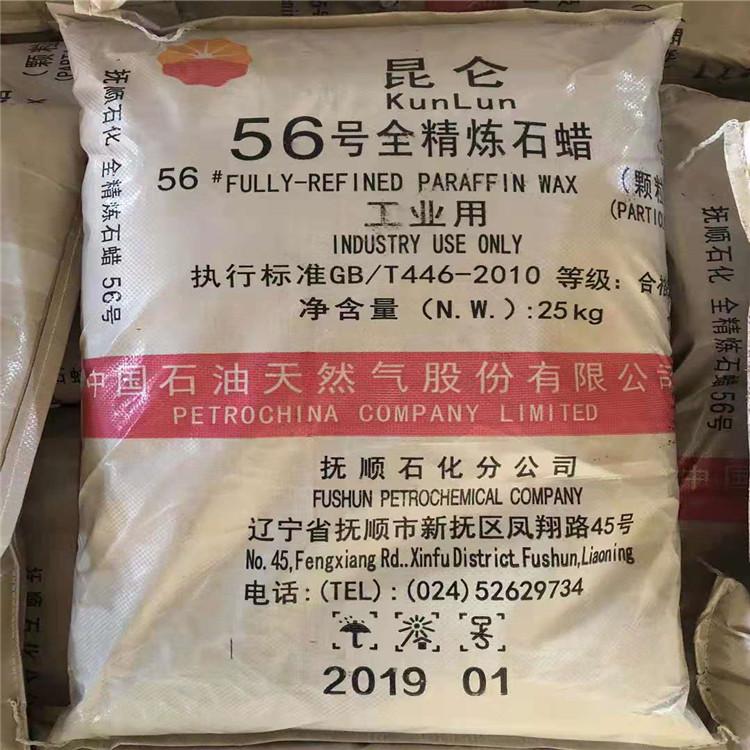 昆仑
KunLun
56号全精炼石蜡
56 #FULLY-REFINED PARAFFIN WAX
(颗粒
(PARTIC
工业用
INDUSTRY USE ONLY
执行标准GB/T446-2010 等级：合格
净含量（N.W.）:25kg
中国石油天然气股份有限公司
PETROCHINA COMPANY LIMITED
抚顺石化分公司
FUSHUN PETROCHEMICAL COMPANY
辽宁省抚顺市新抚区凤翔路45号
No.45,Fengxiang Rd..Xinfu District.Fushun,Liaoning
电话:(TEL):(024)52629734
2019 01
抚顺石化 全精炼石蜡 56号
抚顺石化 全精炼石蜡 56号